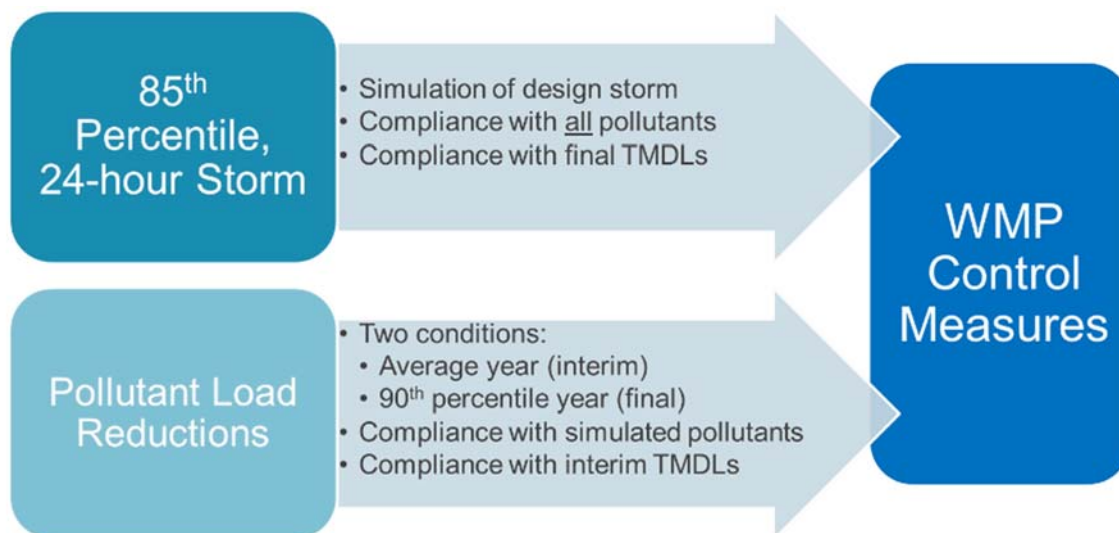 85th
Percentile,
24-hour Storm
• Simulation of design storm
• Compliance with all pollutants
• Compliance with final TMDLs
Pollutant Load
Reductions
• Two conditions:
• Average year (interim)
• 90th percentile year (final)
• Compliance with simulated pollutants
• Compliance with interim TMDLs
WMP
Control
Measures